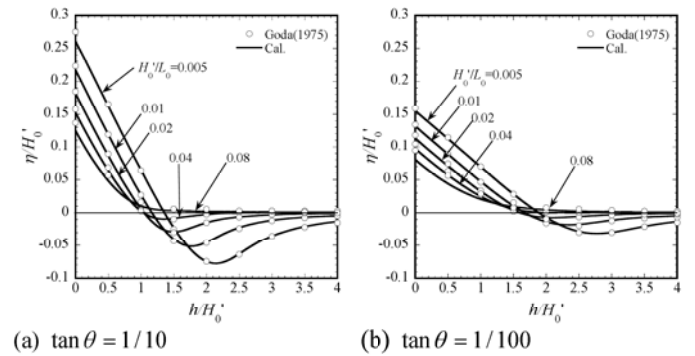 0.3
0.25
0.2
0.15
0.1
0.05
0
-0.05
-0.1
η/H₀'
0 0.5 1 1.5 2 2.5 3 3.5 4
h/H₀'
Goda(1975)
Cal.
H₀'/L₀=0.005
0.01
0.02
0.04
0.08
(a) tan θ = 1/10
0.3
0.25
0.2
0.15
0.1
0.05
0
-0.05
-0.1
η/H₀'
0 0.5 1 1.5 2 2.5 3 3.5 4
h/H₀'
Goda(1975)
Cal.
H₀'/L₀=0.005
0.01
0.02
0.04
0.08
(b) tan θ = 1/100